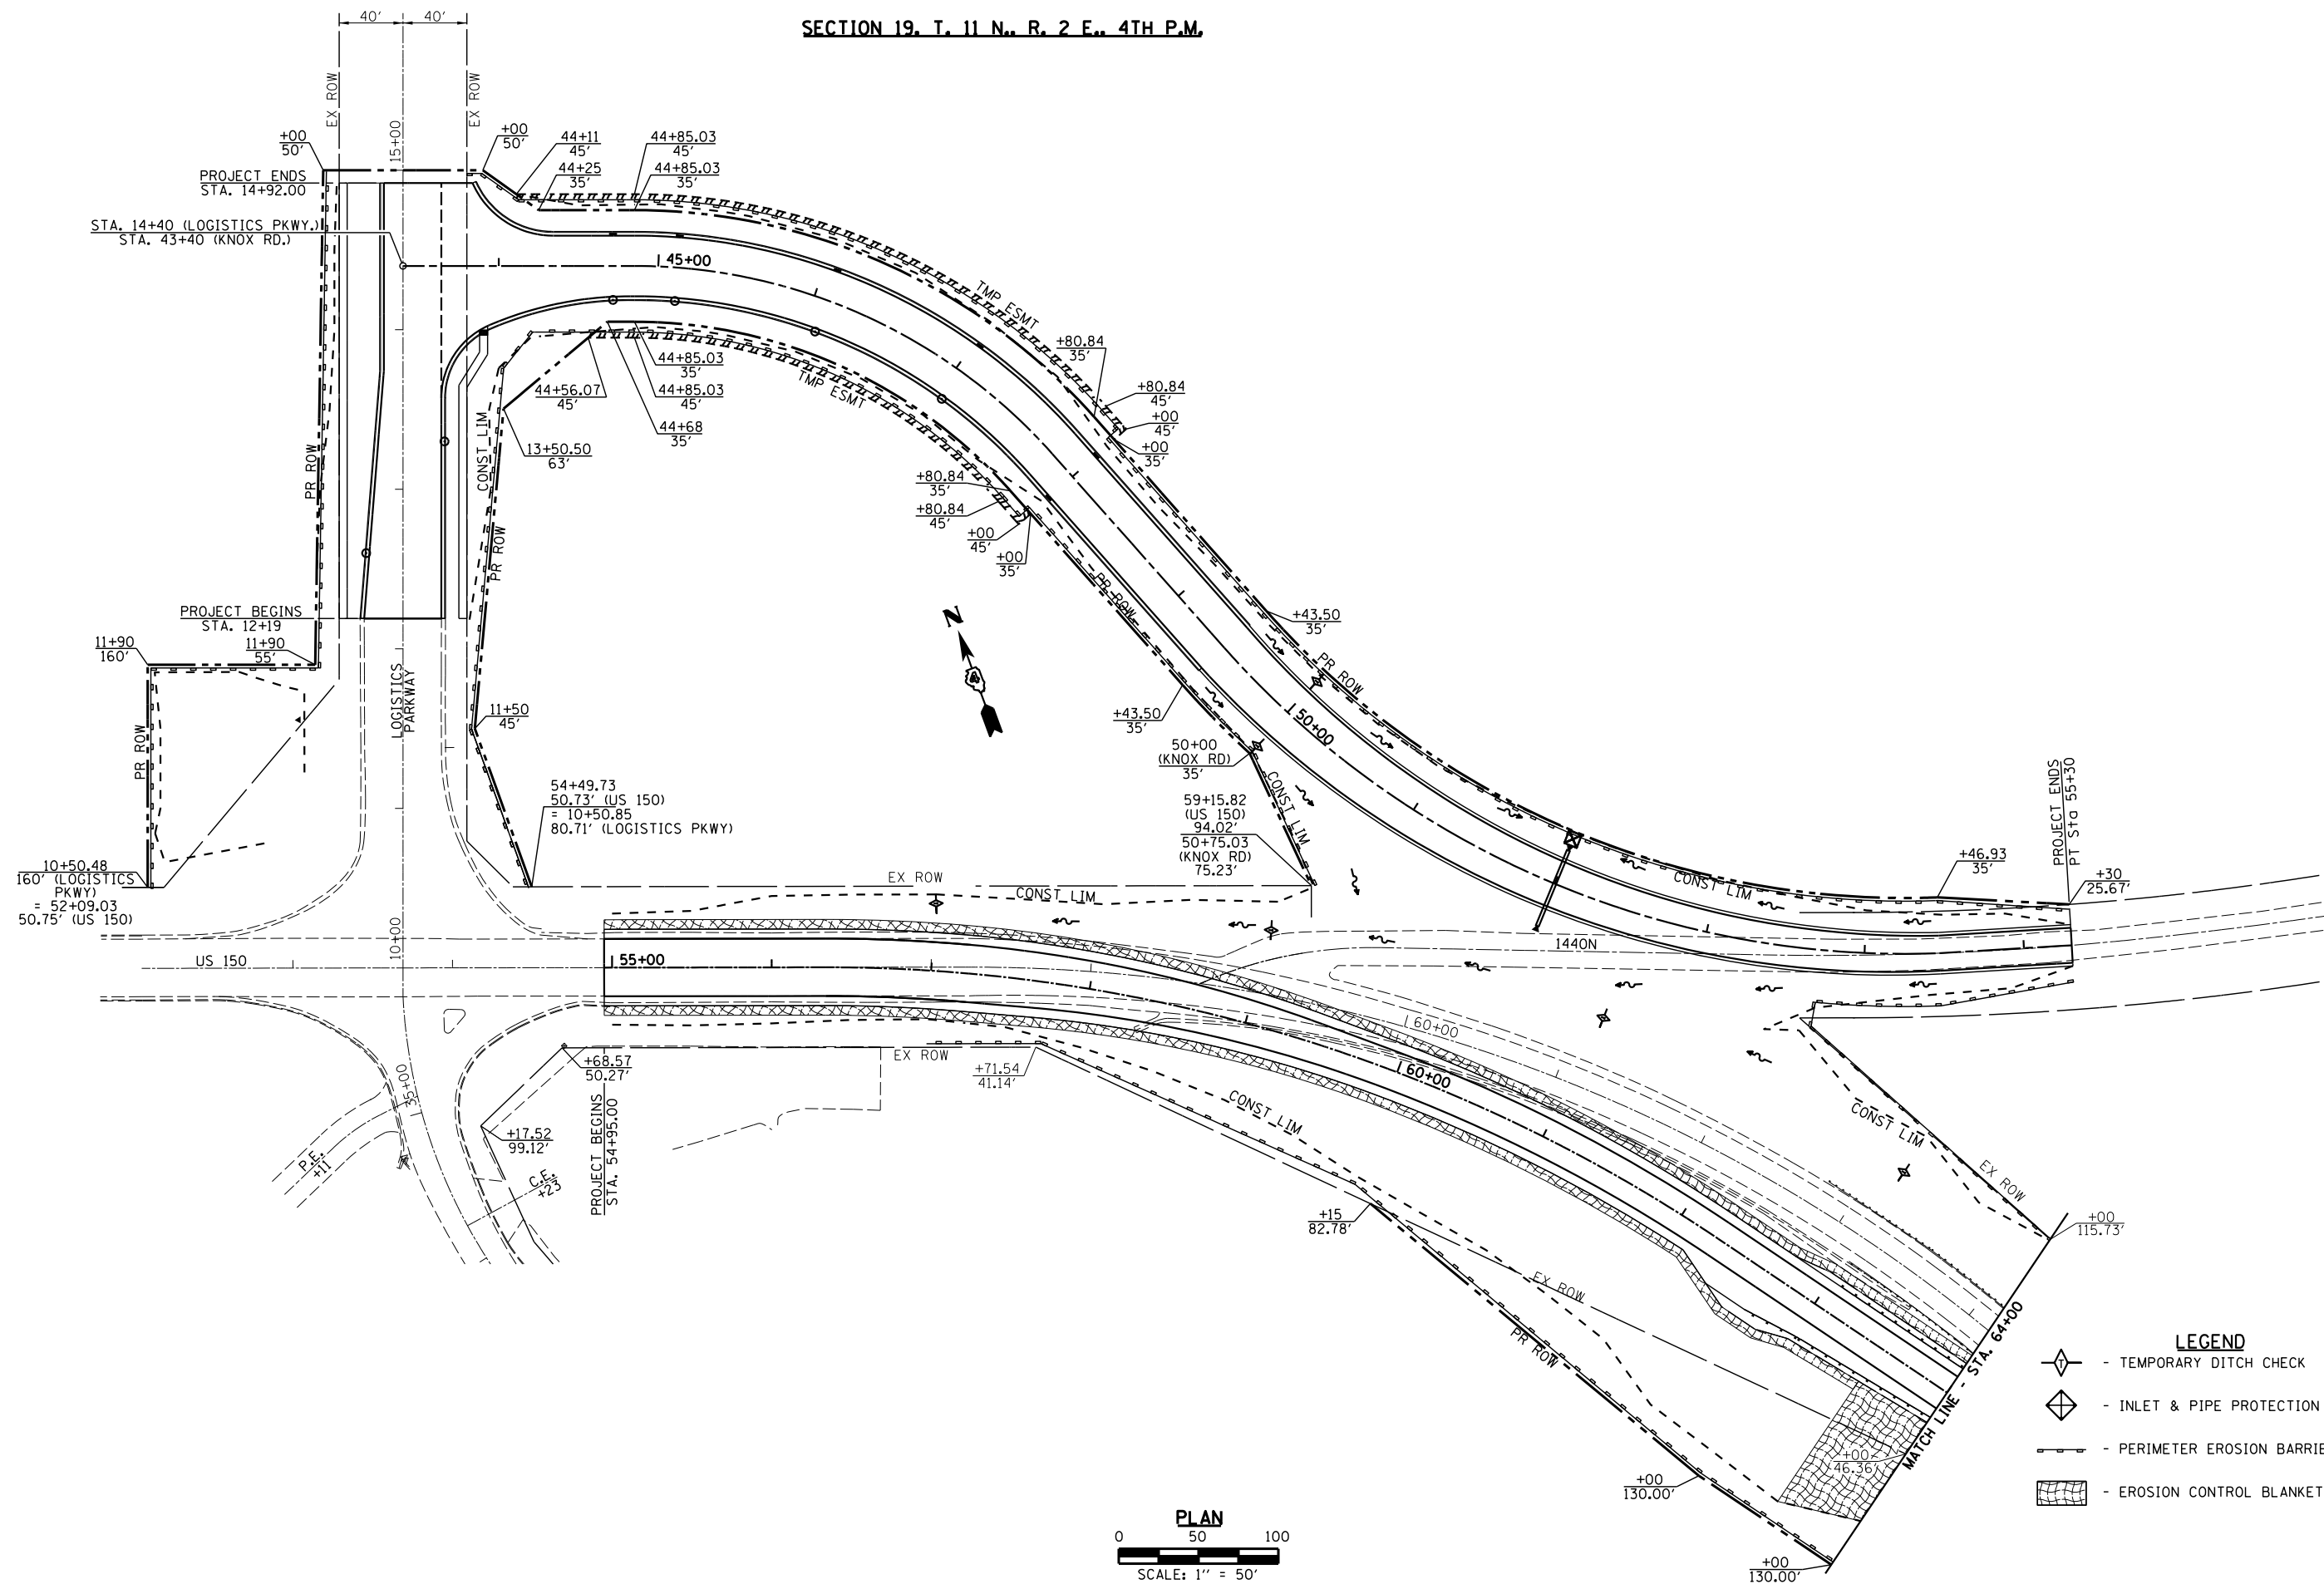 40'
40'
SECTION 19, T. 11 N., R. 2 E., 4TH P.M.
EX ROW
EX ROW
15+00
+00
50'
+00
50'
44+11
45'
44+85.03
45'
44+25
35'
44+85.03
35'
PROJECT ENDS
STA. 14+92.00
STA. 14+40 (LOGISTICS PKWY.)
STA. 43+40 (KNOX RD.)
45+00
TMP ESMT
+80.84
35'
+80.84
45'
+00
45'
+00
35'
44+85.03
35'
TMP ESMT
44+56.07
45'
44+85.03
45'
44+68
35'
13+50.50
63'
CONST LIM
PR ROW
PR ROW
+80.84
35'
+80.84
45'
+00
45'
+00
35'
PR ROW
N
PROJECT BEGINS
STA. 12+19
11+90
160'
11+90
55'
LOGISTICS
PARKWAY
PR ROW
11+50
45'
+43.50
35'
PR ROW
50+00
+43.50
35'
50+00
(KNOX RD)
35'
CONST LIM
54+49.73
50.73' (US 150)
= 10+50.85
80.71' (LOGISTICS PKWY)
59+15.82
(US 150)
94.02'
50+75.03
(KNOX RD)
75.23'
PROJECT ENDS
PT Sta 55+30
+46.93
35'
+30
25.67'
CONST LIM
10+50.48
160' (LOGISTICS
PKWY)
= 52+09.03
50.75' (US 150)
EX ROW
CONST LIM
10+00
1440N
US 150
55+00
60+00
60+00
EX ROW
+68.57
50.27'
+71.54
41.14'
35+00
PROJECT BEGINS
STA. 54+95.00
CONST LIM
CONST LIM
+17.52
99.12'
P.E.
+11
C.E.
+23
EX ROW
+15
82.78'
+00
115.73'
EX ROW
PR ROW
MATCH LINE - STA. 64+00
+00
46.36'
+00
130.00'
+00
130.00'
LEGEND
T - TEMPORARY DITCH CHECK
- INLET & PIPE PROTECTION
- PERIMETER EROSION BARRIE
- EROSION CONTROL BLANKET
PLAN
0 50 100
SCALE: 1'' = 50'